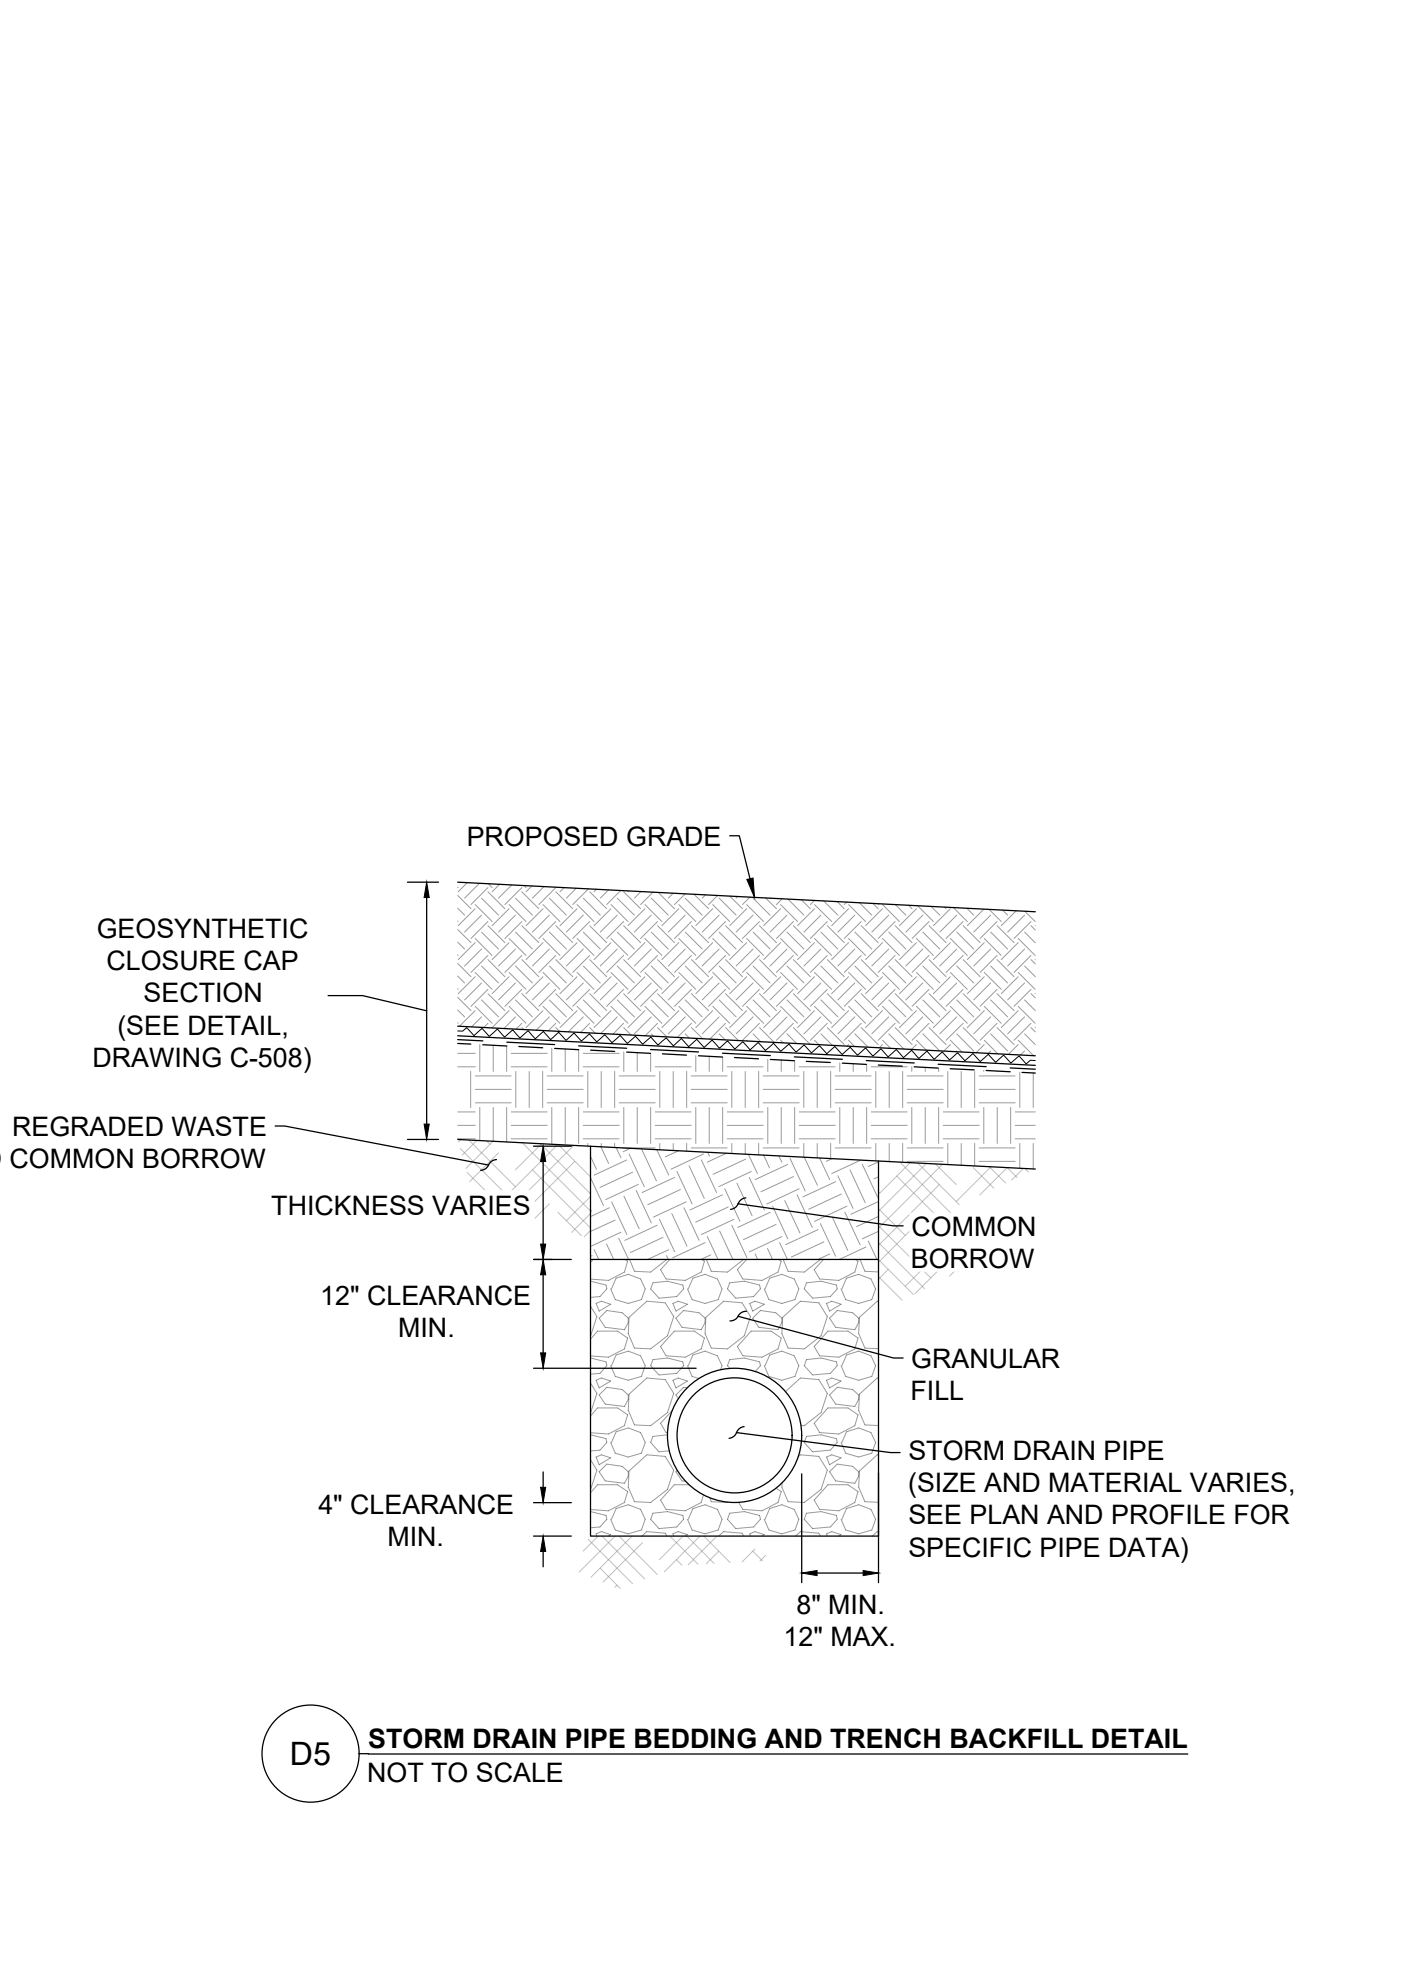 PROPOSED GRADE
GEOSYNTHETIC
CLOSURE CAP
SECTION
(SEE DETAIL,
DRAWING C-508)
REGRADED WASTE
COMMON BORROW
THICKNESS VARIES
COMMON
BORROW
12" CLEARANCE
MIN.
GRANULAR
FILL
STORM DRAIN PIPE
(SIZE AND MATERIAL VARIES,
SEE PLAN AND PROFILE FOR
SPECIFIC PIPE DATA)
4" CLEARANCE
MIN.
8" MIN.
12" MAX.
D5
STORM DRAIN PIPE BEDDING AND TRENCH BACKFILL DETAIL
NOT TO SCALE